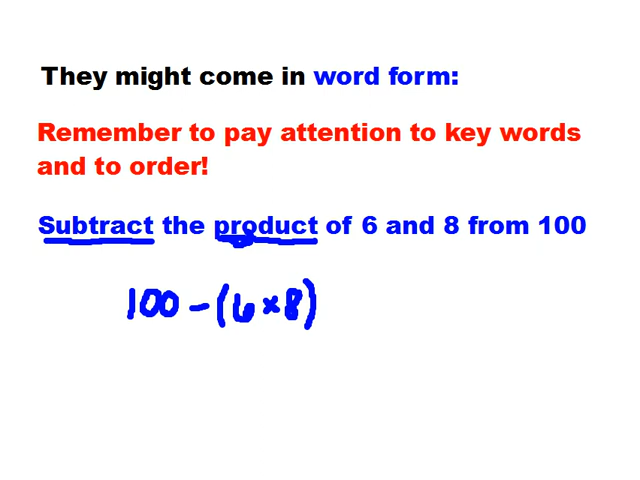 They might come in word form:
Remember to pay attention to key words
and to order!
Subtract the product of 6 and 8 from 100
100 - (6 × 8)